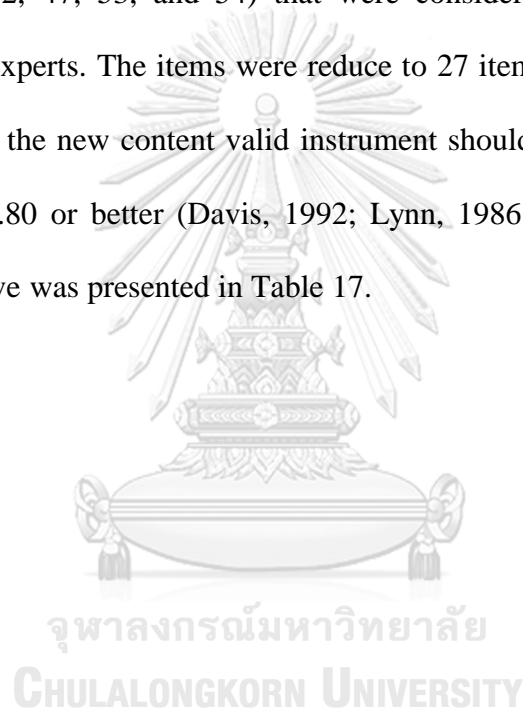 47, 53, and 54) that were consider
xperts. The items were reduce to 27 item
the new content valid instrument should
.80 or better (Davis, 1992; Lynn, 1986
ve was presented in Table 17.
จุฬาลงกรณ์มหาวิทยาลัย
CHULALONGKORN UNIVERSITY